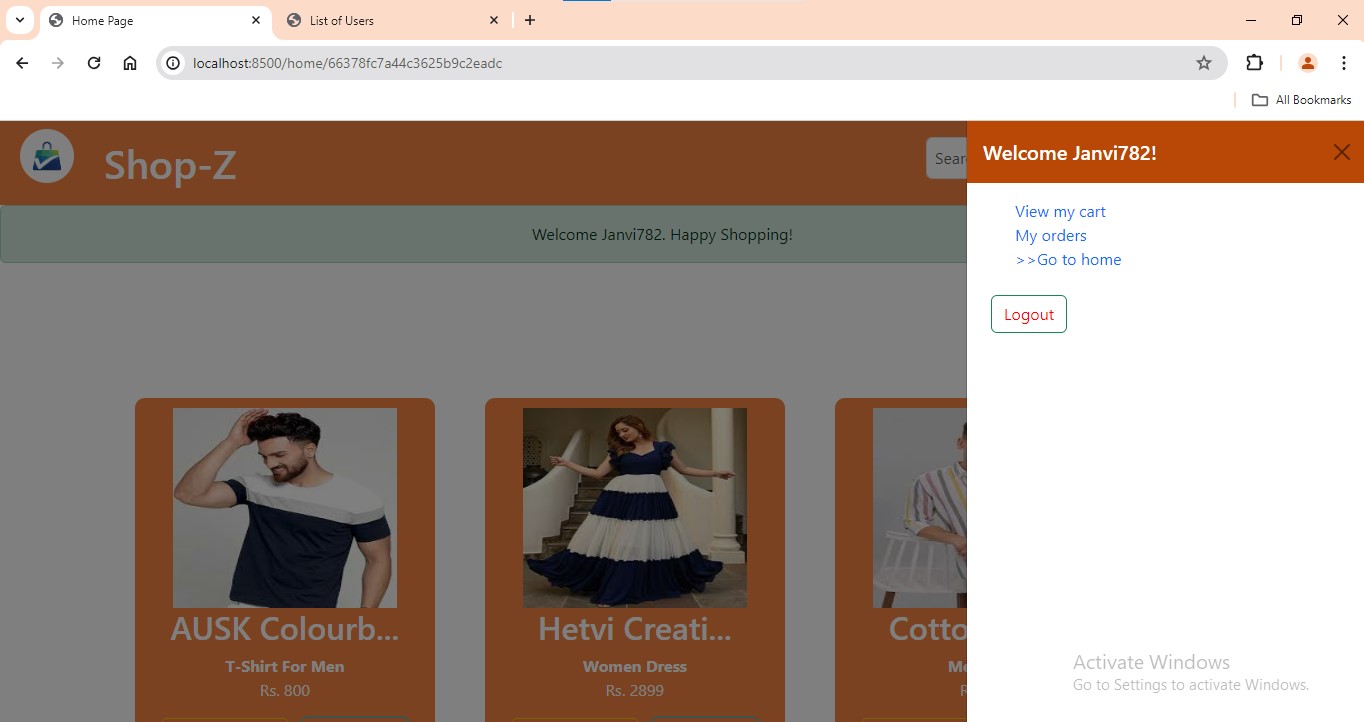 Home Page
List of Users
localhost:8500/home/66378fc7a44c3625b9c2eadc
All Bookmarks
Shop-Z
Sear
Welcome Janvi782!
View my cart
My orders
>>Go to home
Logout
Welcome Janvi782. Happy Shopping!
AUSK Colourb...
T-Shirt For Men
Rs. 800
Hetvi Creati...
Women Dress
Rs. 2899
Cotto
Me
R
Activate Windows
Go to Settings to activate Windows.